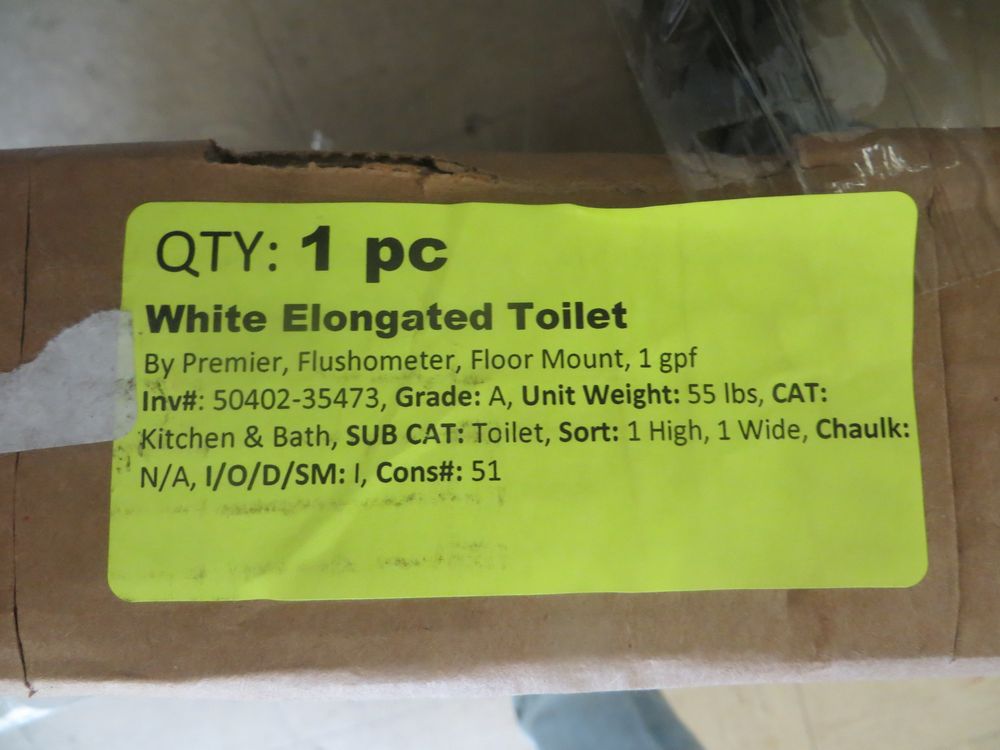 QTY: 1 pc
White Elongated Toilet
By Premier, Flushometer, Floor Mount, 1 gpf
Inv#: 50402-35473, Grade: A, Unit Weight: 55 lbs, CAT:
Kitchen & Bath, SUB CAT: Toilet, Sort: 1 High, 1 Wide, Chaulk:
N/A, I/O/D/SM: I, Cons#: 51